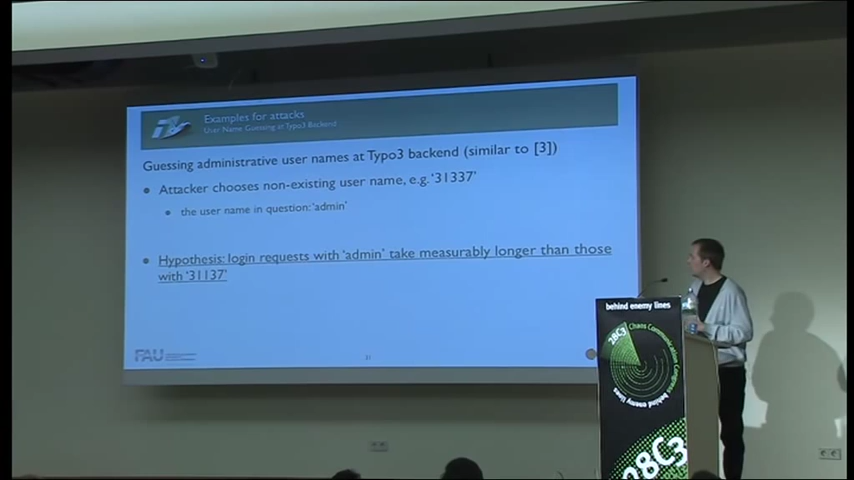 Examples for attacks
User Name Guessing at Typo3 Backend
Guessing administrative user names at Typo3 backend (similar to [3])
Attacker chooses non-existing user name, e.g. '31337'
the user name in question: 'admin'
Hypothesis: login requests with 'admin' take measurably longer than those
with '31137'
FAU
31
behind enemy lines
28C3
Chaos Communication Congress
behind enemy lines
28C3